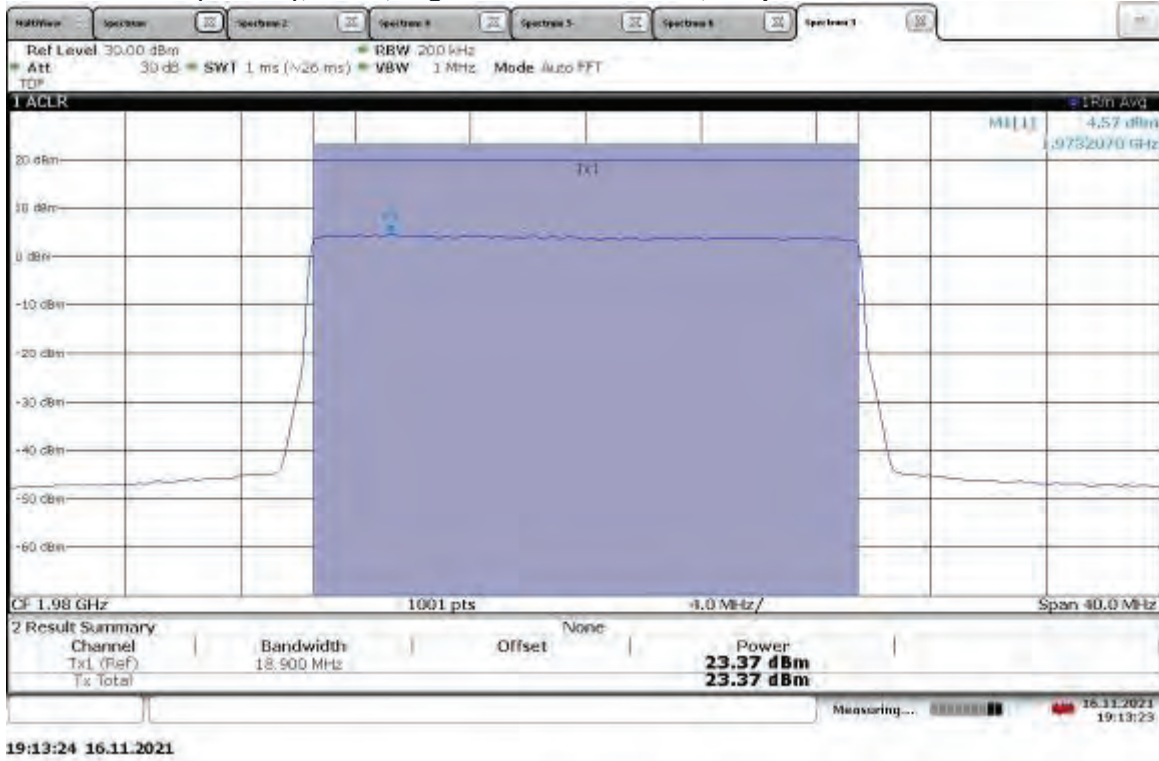 MultiView Spectrum Spectrum 2 Spectrum 4 Spectrum 5 Spectrum 6 Spectrum 3
Ref Level 30.00 dBm RBW 200 kHz
Att 30 dB SWT 1 ms (~26 ms) VBW 1 MHz Mode Auto FFT
TDF
1 ACLR 1Rm Avg
M1[1] 4.57 dBm
1.9732070 GHz
20 dBm
Tx1
10 dBm
M1
0 dBm
-10 dBm
-20 dBm
-30 dBm
-40 dBm
-50 dBm
-60 dBm
CF 1.98 GHz 1001 pts 4.0 MHz/ Span 40.0 MHz
2 Result Summary None
Channel Bandwidth Offset Power
Tx1 (Ref) 18.900 MHz 23.37 dBm
Tx Total 23.37 dBm
Measuring... 16.11.2021
19:13:23
19:13:24 16.11.2021